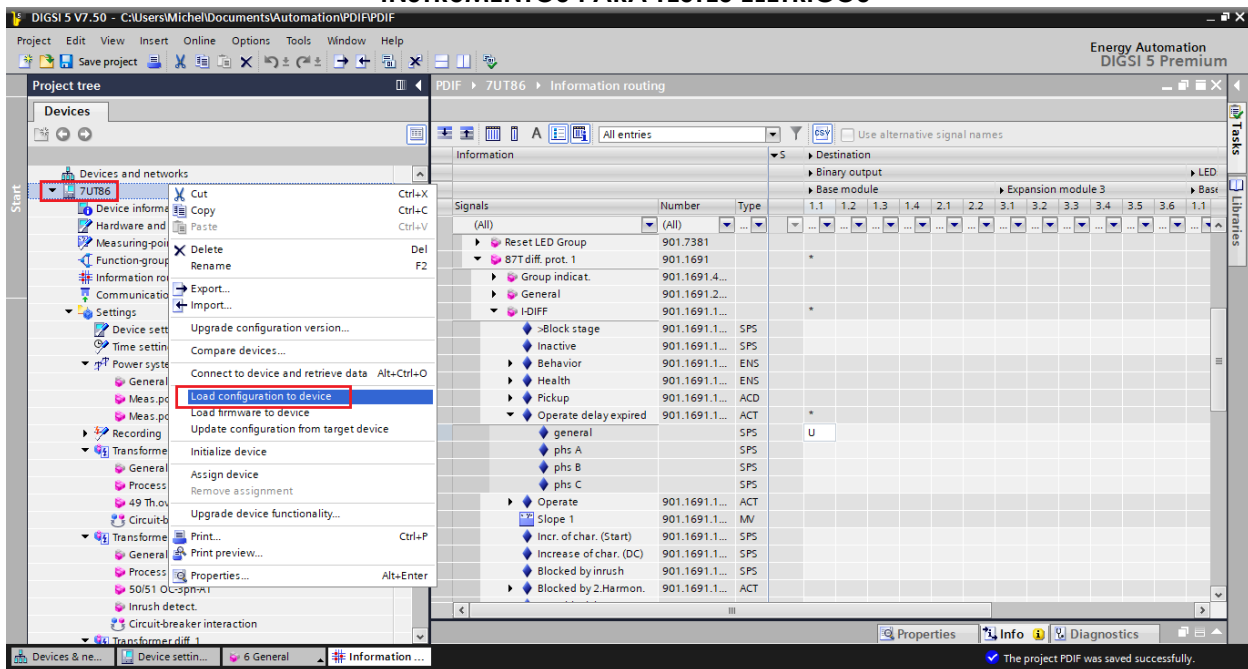 INSTRUMENTOS PARA TESTES ELÉTRICOS
DIGSI 5 V7.50 - C:\Users\Michel\Documents\Automation\PDIF\PDIF
Project Edit View Insert Online Options Tools Window Help
Save project
Energy Automation
DIGSI 5 Premium
Project tree
PDIF 7UT86 Information routing
Devices
All entries
Use alternative signal names
Tasks
Libraries
Start
Information
S
Destination
Binary output
LED
Base module
Expansion module 3
Base
Signals Number Type 1.1 1.2 1.3 1.4 2.1 2.2 3.1 3.2 3.3 3.4 3.5 3.6 1.1
(All) (All) ... ... ... ... ... ... ... ... ... ... ... ... ... ...
Devices and networks
7UT86
Device informa
Hardware and
Measuring-poi
Function-group
Information ro
Communicatio
Settings
Device sett
Time settin
Power syste
General
Meas.po
Meas.po
Recording
Transforme
General
Process
49 Th.ov
Circuit-b
Transforme
General
Process
50/51 OC-3ph-A1
Inrush detect.
Circuit-breaker interaction
Transformer diff. 1
Cut Ctrl+X
Copy Ctrl+C
Paste Ctrl+V
Delete Del
Rename F2
Export...
Import...
Upgrade configuration version...
Compare devices...
Connect to device and retrieve data Alt+Ctrl+O
Load configuration to device
Load firmware to device
Update configuration from target device
Initialize device
Assign device
Remove assignment
Upgrade device functionality...
Print... Ctrl+P
Print preview...
Properties... Alt+Enter
Reset LED Group 901.7381
87T diff. prot. 1 901.1691 *
Group indicat. 901.1691.4...
General 901.1691.2...
I-DIFF 901.1691.1... *
>Block stage 901.1691.1... SPS
Inactive 901.1691.1... SPS
Behavior 901.1691.1... ENS
Health 901.1691.1... ENS
Pickup 901.1691.1... ACD
Operate delay expired 901.1691.1... ACT *
general SPS U
phs A SPS
phs B SPS
phs C SPS
Operate 901.1691.1... ACT
Slope 1 901.1691.1... MV
Incr. of char. (Start) 901.1691.1... SPS
Increase of char. (DC) 901.1691.1... SPS
Blocked by inrush 901.1691.1... SPS
Blocked by 2.Harmon. 901.1691.1... ACT
Properties Info Diagnostics
Devices & ne... Device settin... 6 General Information ...
The project PDIF was saved successfully.